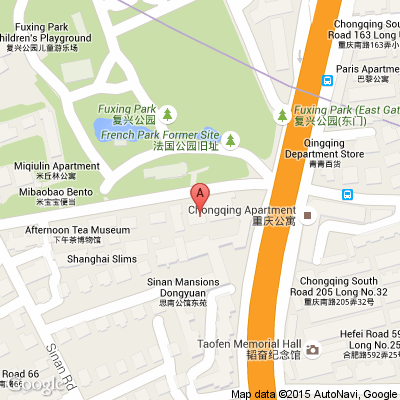 Fuxing Park
Children's Playground
复兴公园儿童游乐场
Chongqing South
Road 163 Long
重庆南路163弄小
Paris Apartment
巴黎公寓
Fuxing Park
复兴公园
Fuxing Park (East Gate
复兴公园(东门)
French Park Former Site
法国公园旧址
Qingqing
Department Store
青青百货
Miqiulin Apartment
米丘林公寓
Mibaobao Bento
米宝宝便当
A
Chongqing Apartment
重庆公寓
Afternoon Tea Museum
下午茶博物馆
Shanghai Slims
Sinan Mansions
Dongyuan
思南公馆东苑
Chongqing South
Road 205 Long No.32
重庆南路205弄32号
Taofen Memorial Hall
韬奋纪念馆
Hefei Road 59
Long No.25
合肥路592弄25
Road 66
Sinan Rd
©2015 Google
Map data ©2015 AutoNavi, Google